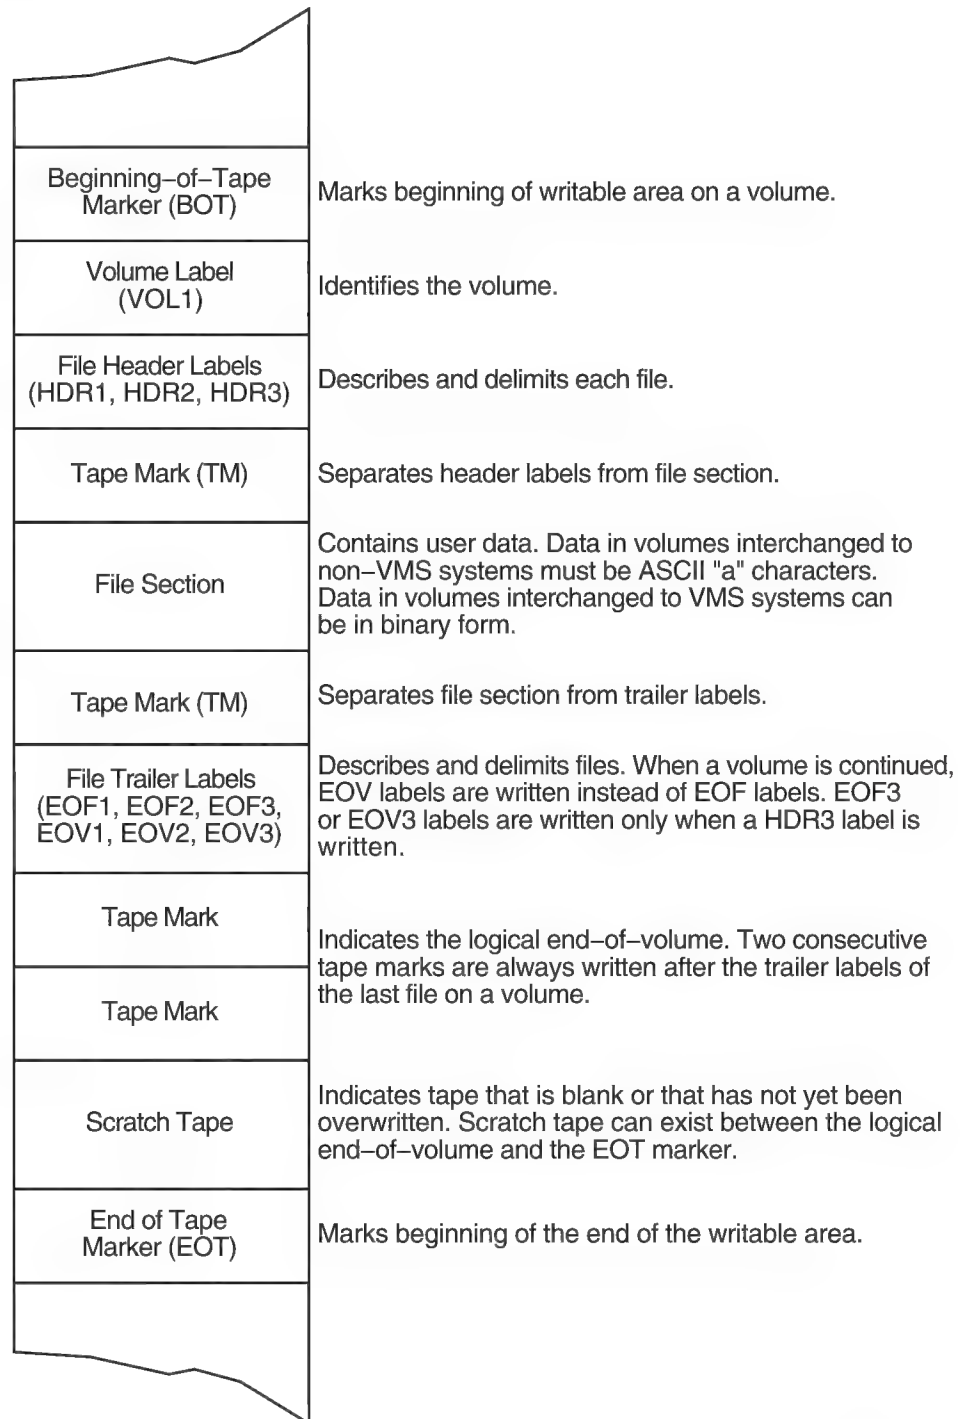 Beginning–of–Tape
Marker (BOT)
Marks beginning of writable area on a volume.
Volume Label
(VOL1)
Identifies the volume.
File Header Labels
(HDR1, HDR2, HDR3)
Describes and delimits each file.
Tape Mark (TM)
Separates header labels from file section.
File Section
Contains user data. Data in volumes interchanged to
non–VMS systems must be ASCII "a" characters.
Data in volumes interchanged to VMS systems can
be in binary form.
Tape Mark (TM)
Separates file section from trailer labels.
File Trailer Labels
(EOF1, EOF2, EOF3,
EOV1, EOV2, EOV3)
Describes and delimits files. When a volume is continued,
EOV labels are written instead of EOF labels. EOF3
or EOV3 labels are written only when a HDR3 label is
written.
Tape Mark
Tape Mark
Indicates the logical end–of–volume. Two consecutive
tape marks are always written after the trailer labels of
the last file on a volume.
Scratch Tape
Indicates tape that is blank or that has not yet been
overwritten. Scratch tape can exist between the logical
end–of–volume and the EOT marker.
End of Tape
Marker (EOT)
Marks beginning of the end of the writable area.